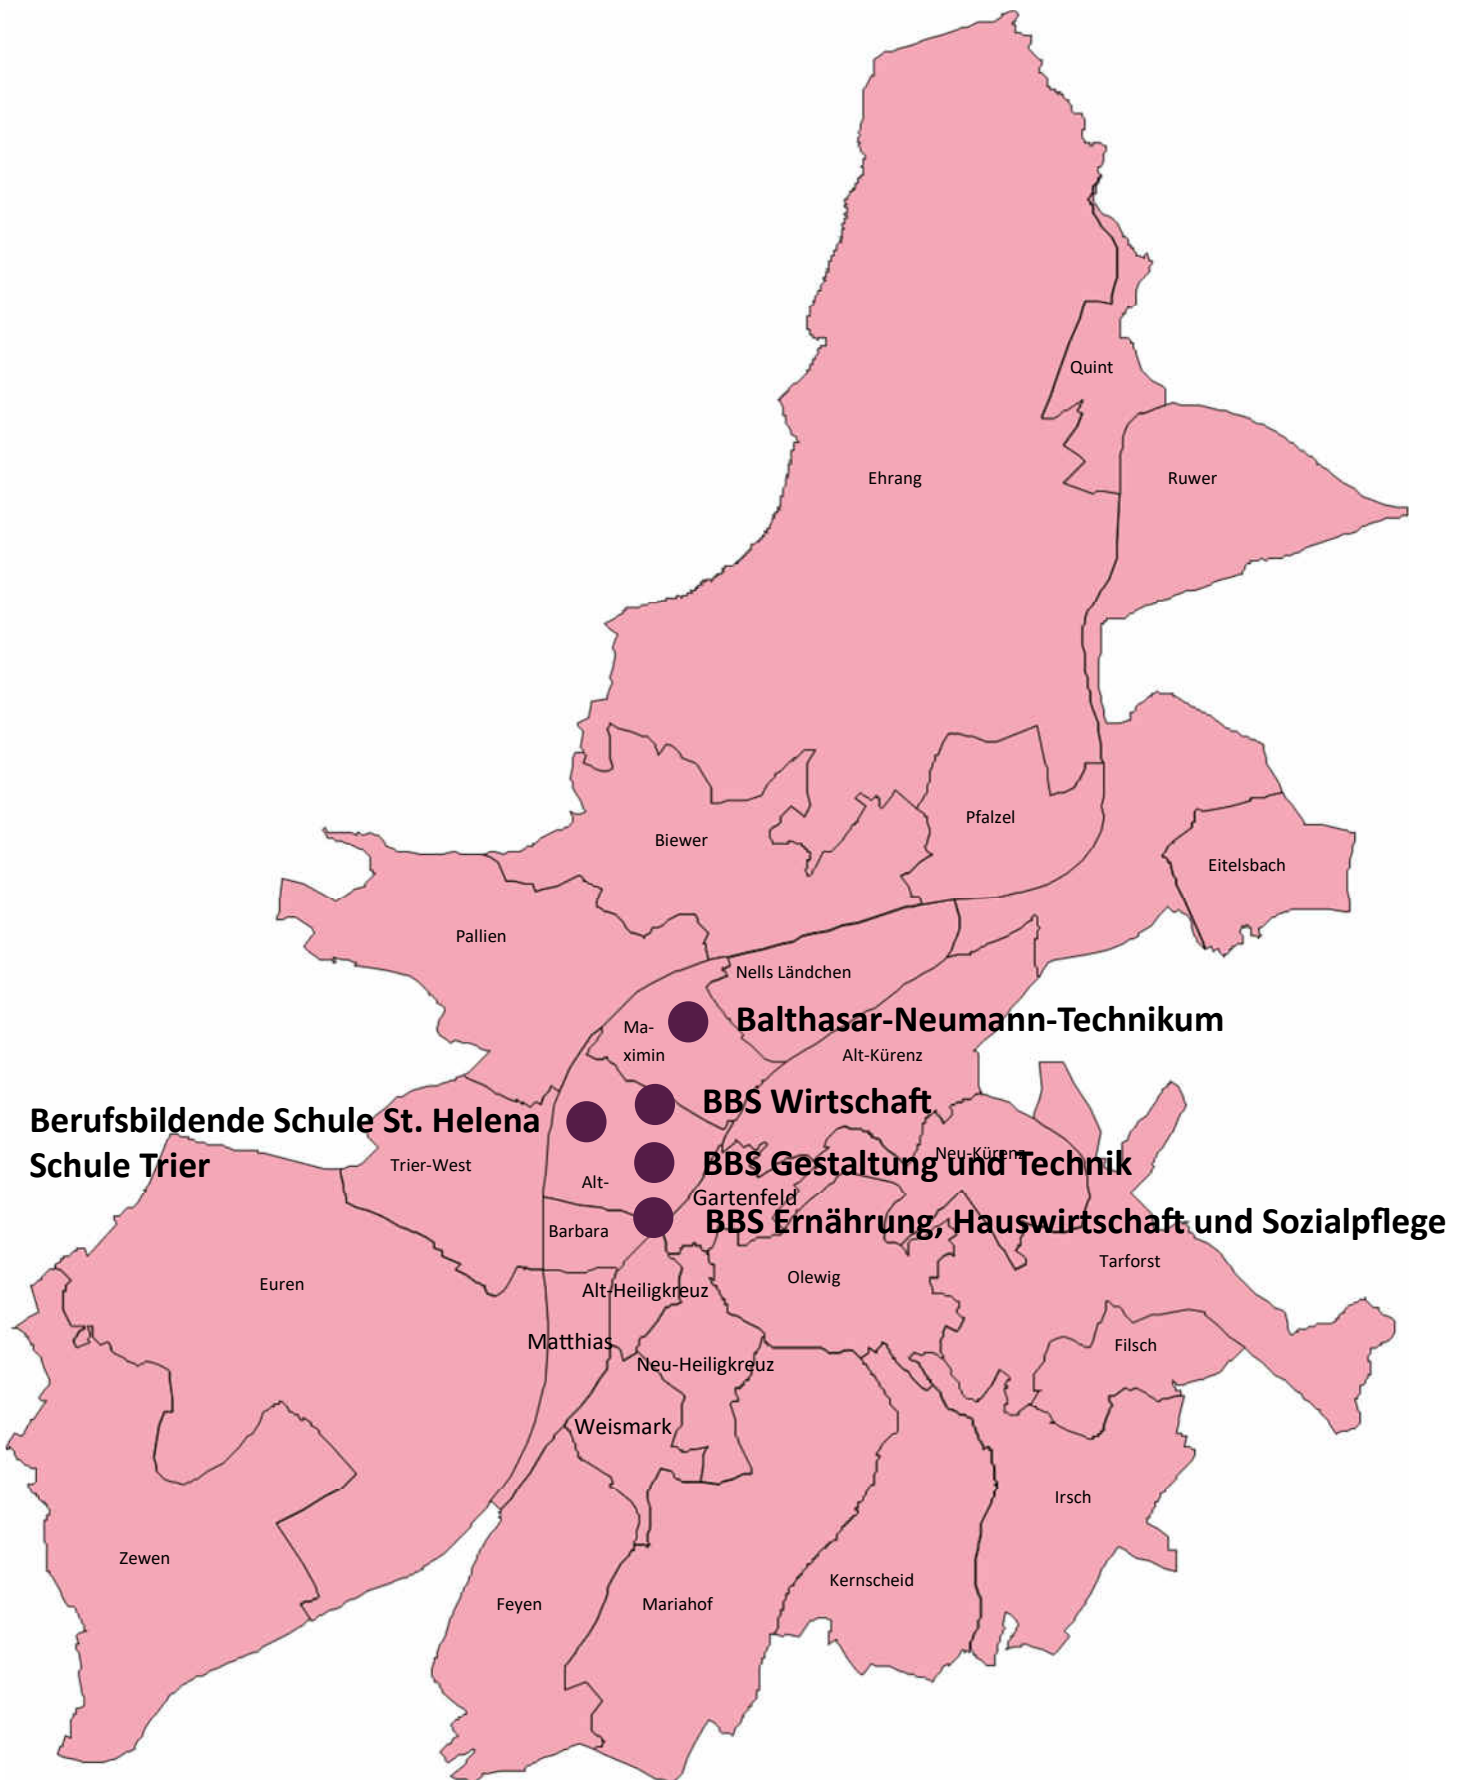 Quint
Ehrang
Ruwer
Pfalzel
Biewer
Eitelsbach
Pallien
Nells Ländchen
Balthasar-Neumann-Technikum
Ma-
ximin
Alt-Kürenz
BBS Wirtschaft
Berufsbildende Schule St. Helena
Schule Trier
Trier-West
Neu-Kürenz
BBS Gestaltung und Technik
Alt-
Gartenfeld
BBS Ernährung, Hauswirtschaft und Sozialpflege
Barbara
Tarforst
Olewig
Euren
Alt-Heiligkreuz
Matthias
Filsch
Neu-Heiligkreuz
Weismark
Irsch
Zewen
Kernscheid
Feyen
Mariahof